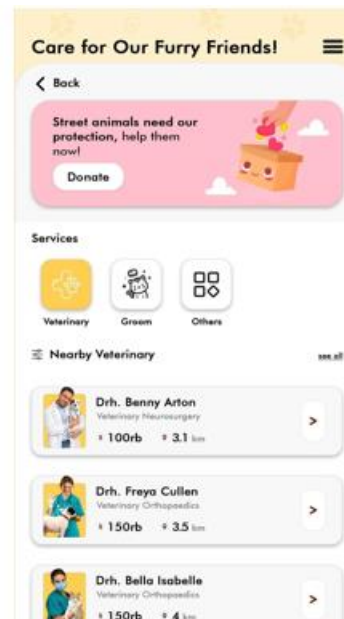 Care for Our Furry Friends!
Back
Street animals need our
protection, help them
now!
Donate
Services
Veterinary Groom Others
Nearby Veterinary see all
Drh. Benny Arton
Veterinary Neurosurgery
100rb 3.1 km
Drh. Freya Cullen
Veterinary Orthopaedics
150rb 3.5 km
Drh. Bella Isabelle
Veterinary Orthopaedics
150rb 4 km